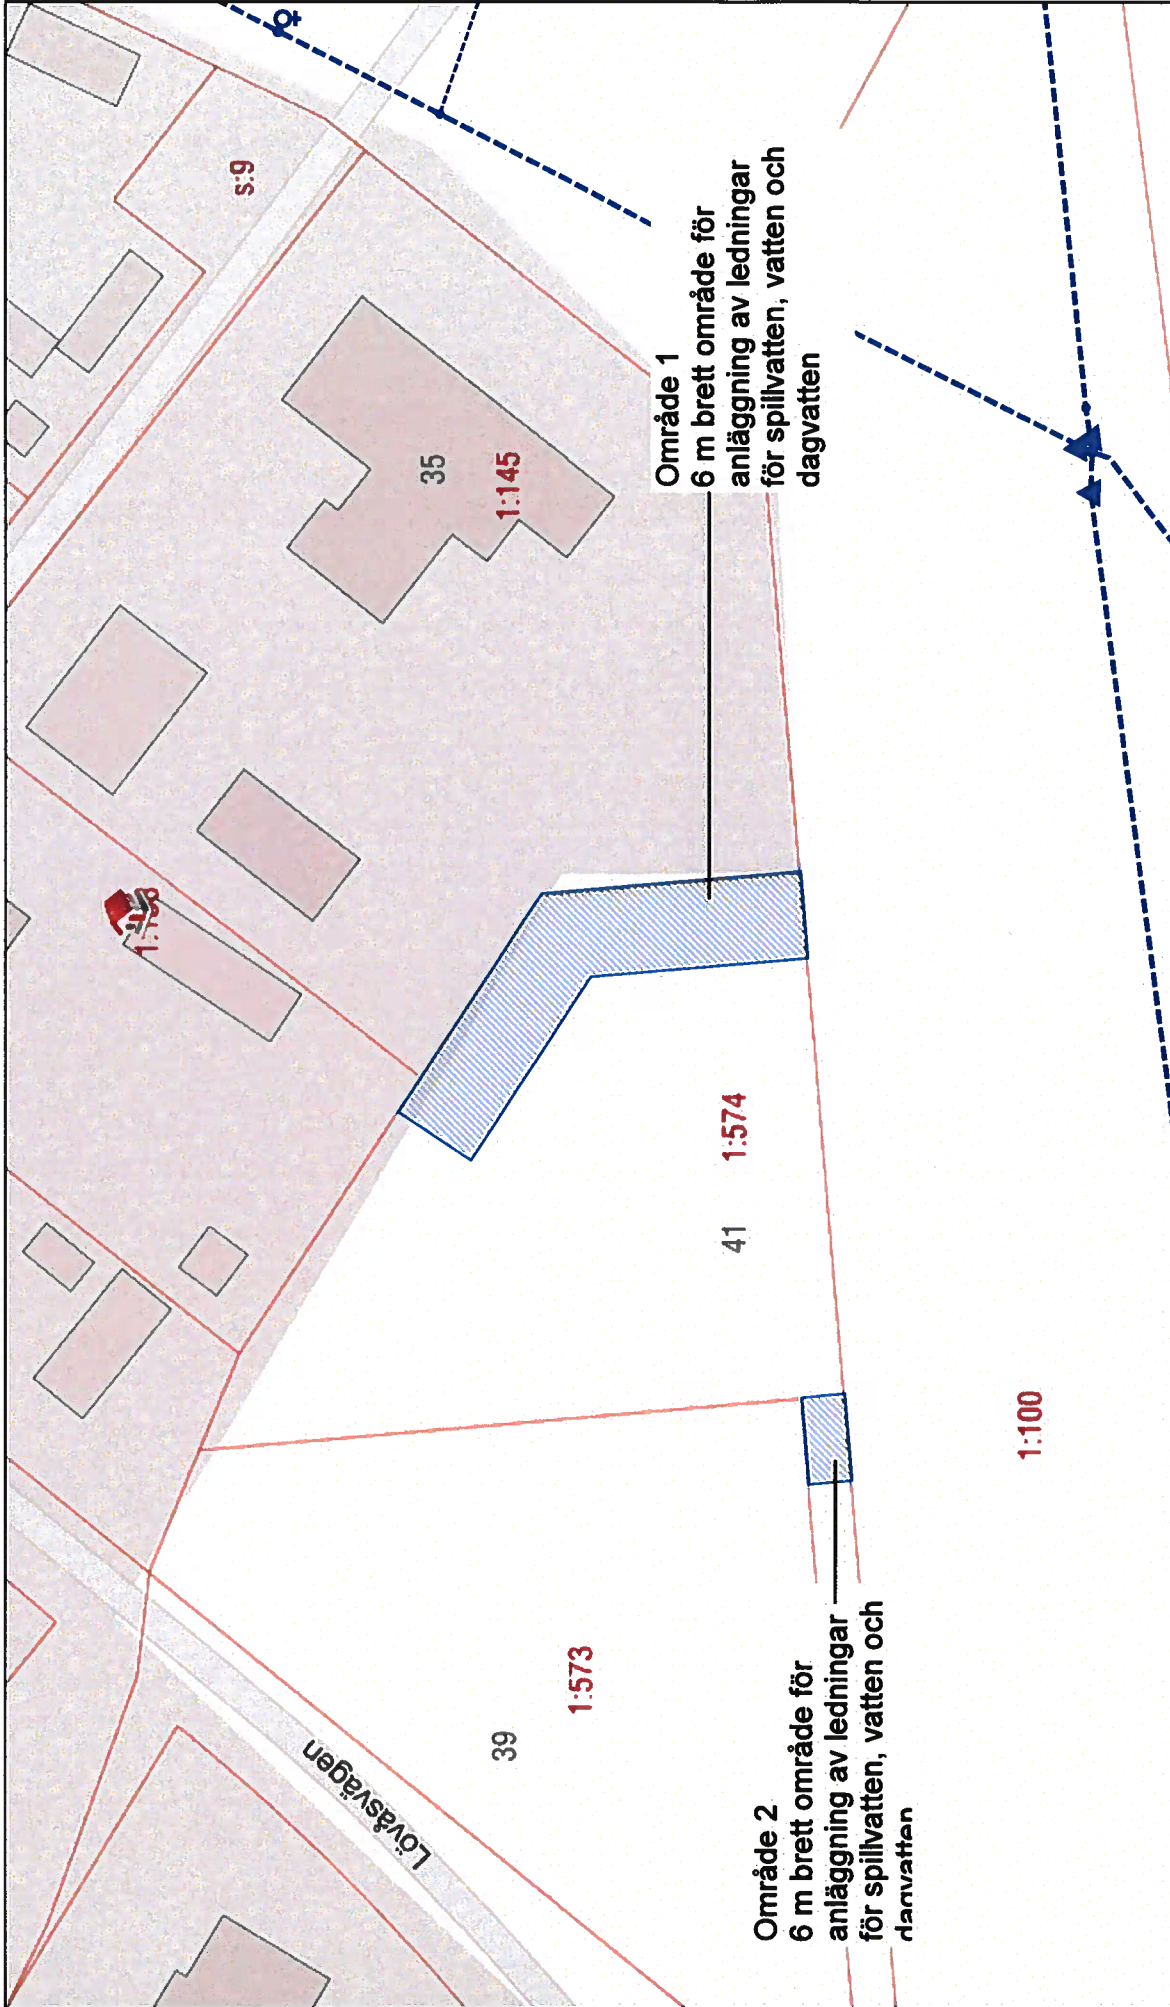 Område 1
6 m brett område för
anläggning av ledningar
för spillvatten, vatten och
dagvatten
Område 2
6 m brett område för
anläggning av ledningar
för spillvatten, vatten och
dagvatten
s:9
35
1:145
1:574
41
1:100
1:573
39
Lövåsvägen